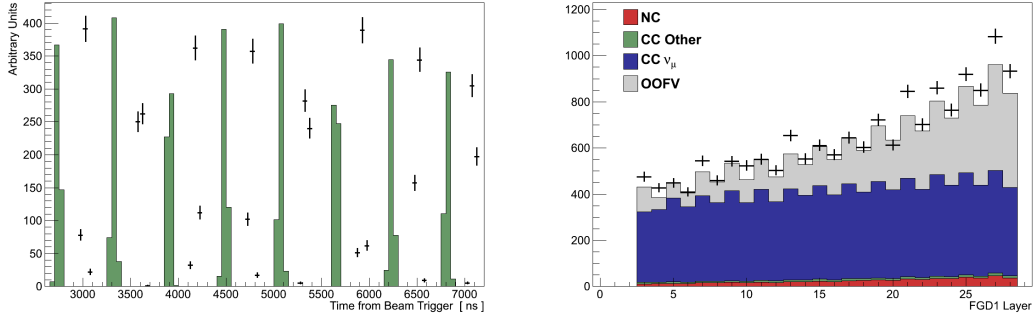 Arbitrary Units
400
350
300
250
200
150
100
50
0
3000 3500 4000 4500 5000 5500 6000 6500 7000
Time from Beam Trigger [ ns ]
1200
1000
800
600
400
200
0
NC
CC Other
CC νμ
OOFV
0 5 10 15 20 25
FGD1 Layer